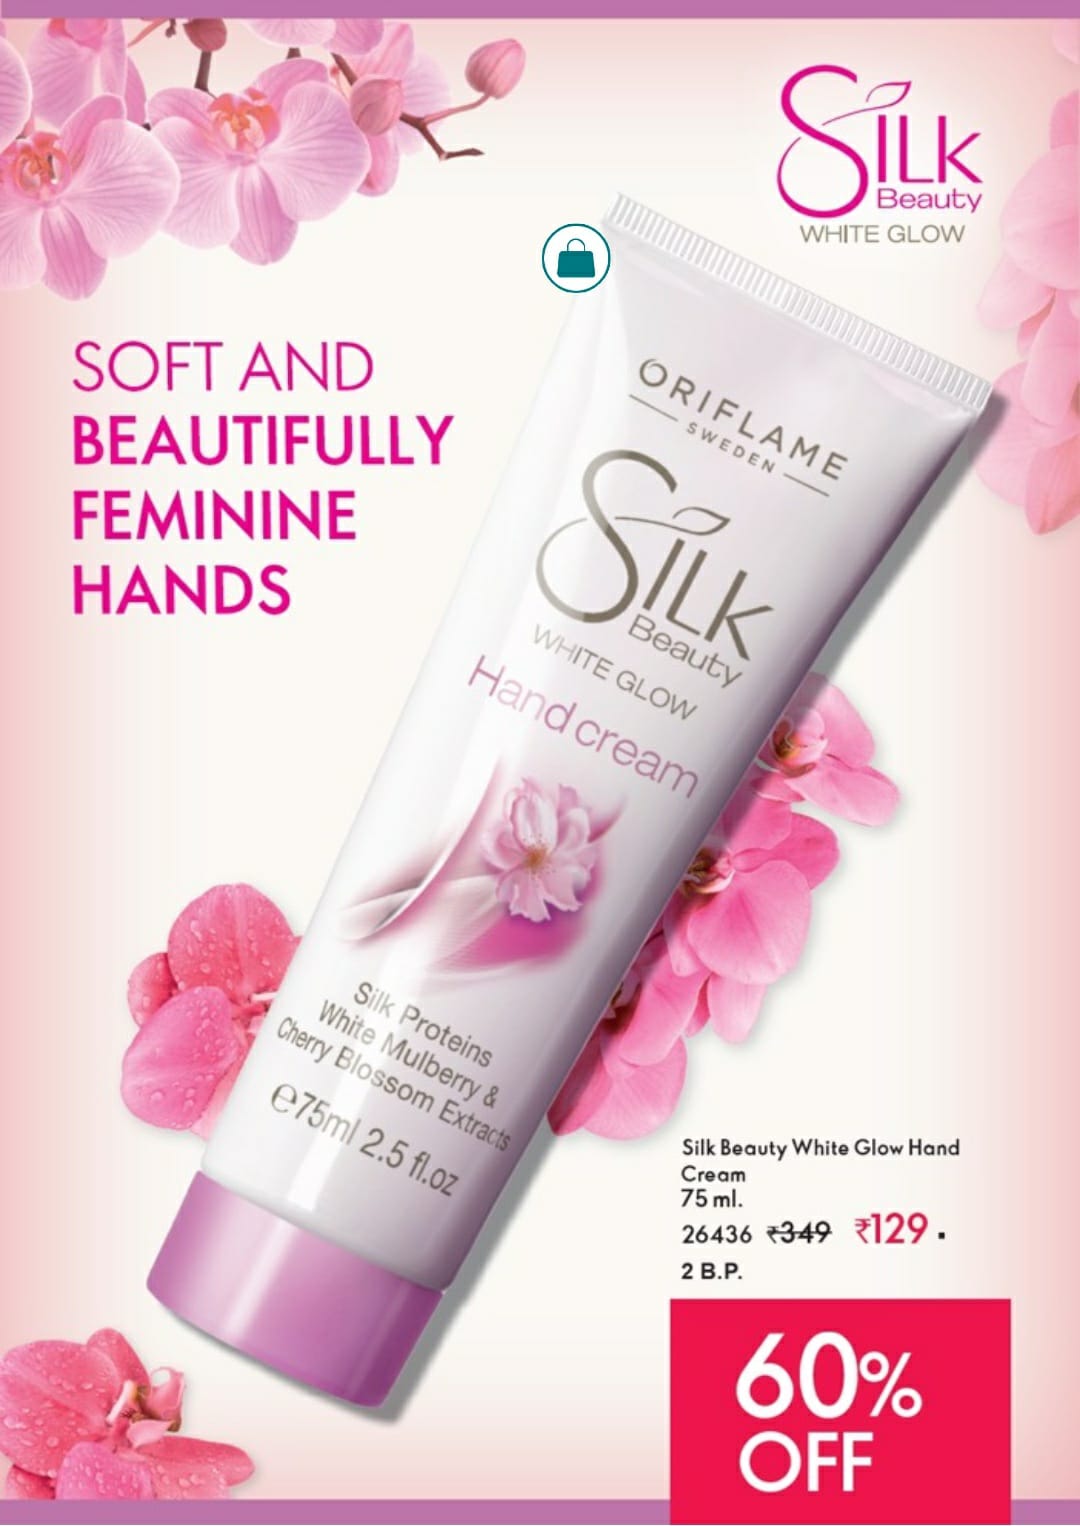 SILK
Beauty
WHITE GLOW
SOFT AND
BEAUTIFULLY
FEMININE
HANDS
ORIFLAME
SWEDEN
SILK
Beauty
WHITE GLOW
Hand cream
Silk Proteins
White Mulberry &
Cherry Blossom Extracts
℮75ml 2.5 fl.oz
Silk Beauty White Glow Hand
Cream
75 ml.
26436 ₹349 ₹129.
2 B.P.
60%
OFF